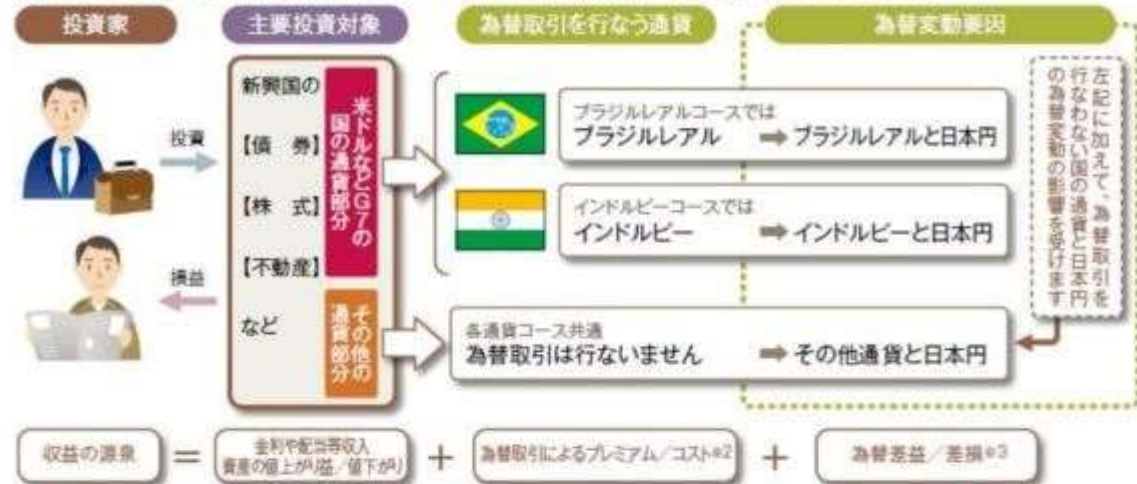 投資家
主要投資対象
為替取引を行なう通貨
為替変動要因
投資
損益
新興国の
【債 券】
【株 式】
【不動産】
など
米ドルなどG7の
国の通貨部分
その他の
通貨部分
ブラジルレアルコースでは
ブラジルレアル
ブラジルレアルと日本円
インドルピーコースでは
インドルピー
インドルピーと日本円
各通貨コース共通
為替取引は行ないません
その他通貨と日本円
左記に加えて、為替取引を
行なわない国の通貨と日本円
の為替変動の影響を受けます
収益の源泉
=
金利や配当等収入
資産の値上がり益/値下がり
+
為替取引によるプレミアム/コスト※2
+
為替差益/差損※3